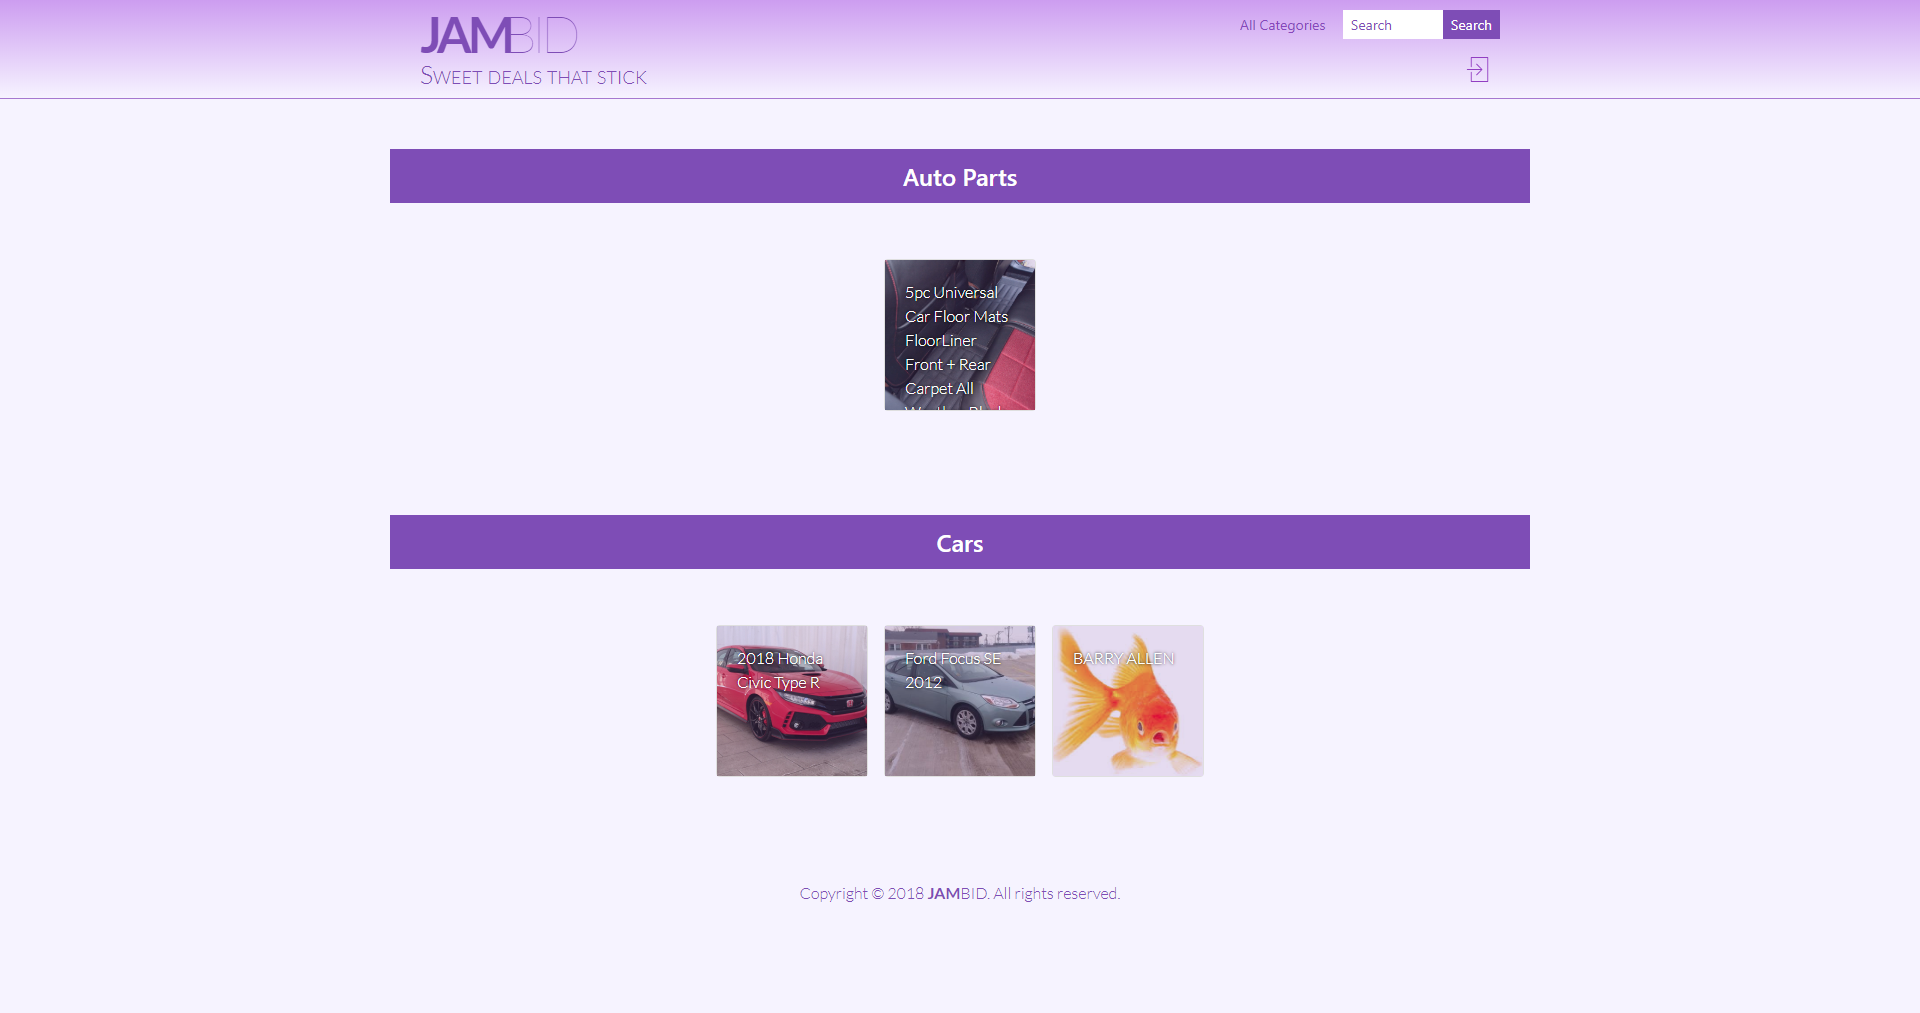 JAMBID
Sweet deals that stick
All Categories
Search
Search
Auto Parts
5pc Universal
Car Floor Mats
FloorLiner
Front + Rear
Carpet All
Cars
2018 Honda
Civic Type R
Ford Focus SE
2012
BARRY ALLEN
Copyright © 2018 JAMBID. All rights reserved.